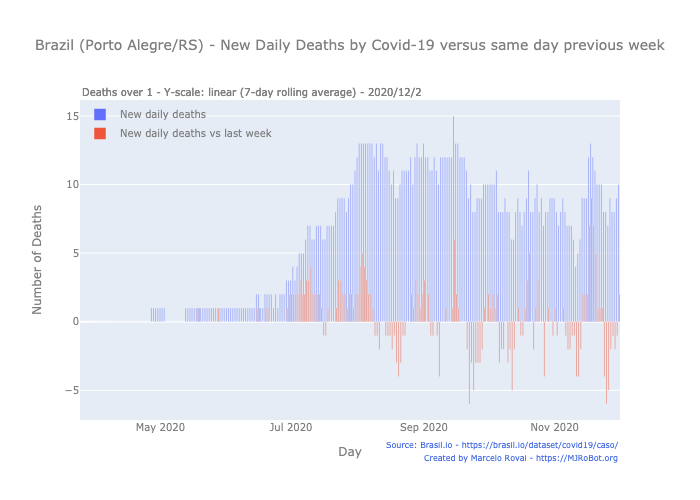 Brazil (Porto Alegre/RS) - New Daily Deaths by Covid-19 versus same day previous week
Deaths over 1 - Y-scale: linear (7-day rolling average) - 2020/12/2
New daily deaths
New daily deaths vs last week
15
10
5
0
−5
Number of Deaths
May 2020
Jul 2020
Sep 2020
Nov 2020
Day
Source: Brasil.io - https://brasil.io/dataset/covid19/caso/
Created by Marcelo Rovai - https://MJRoBot.org